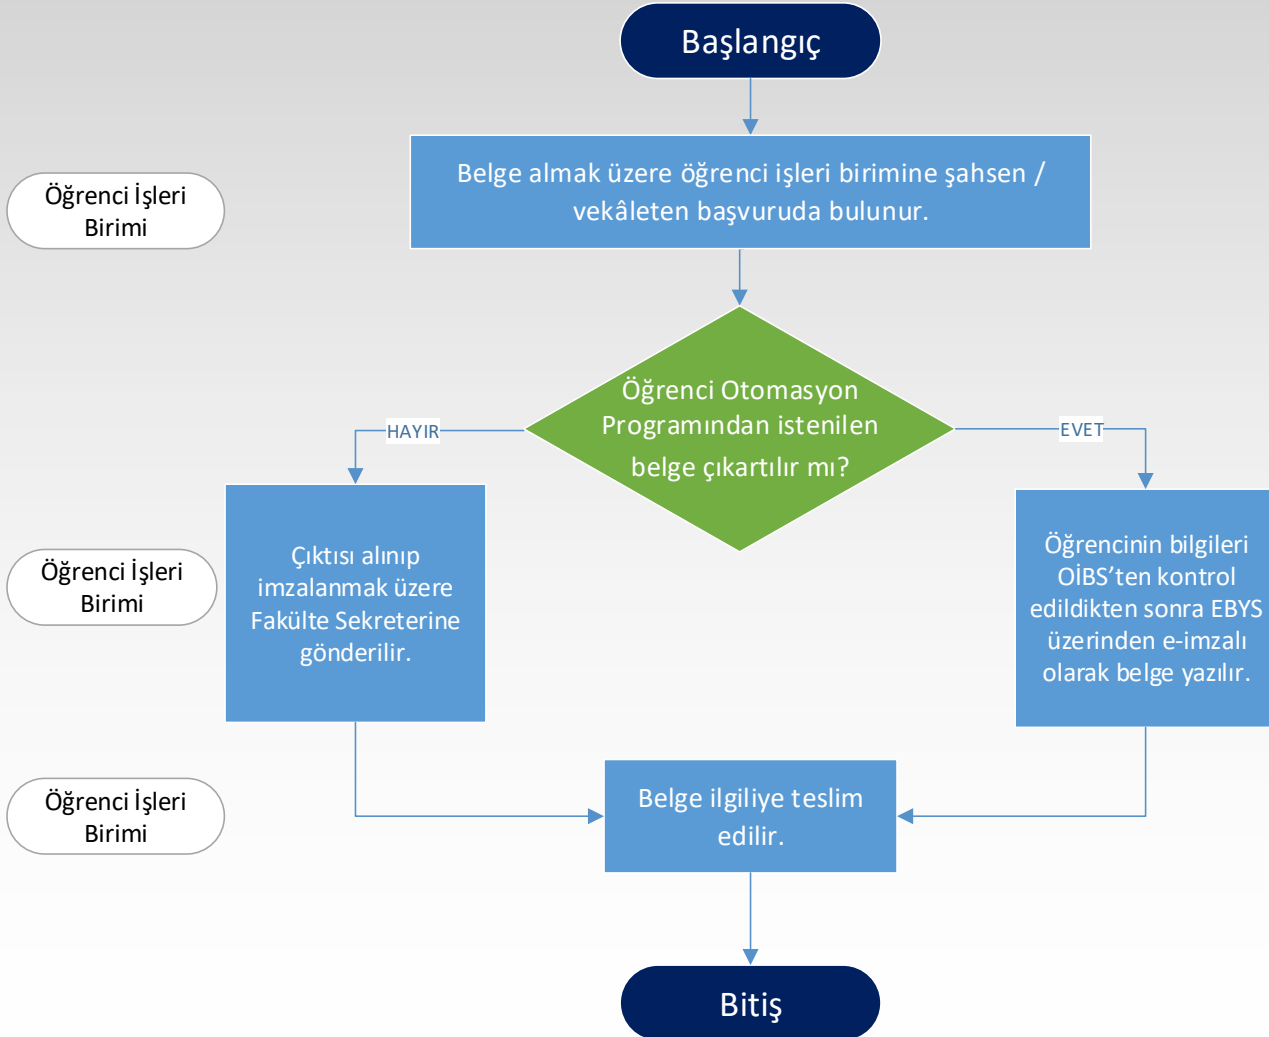 Başlangıç
Belge almak üzere öğrenci işleri birimine şahsen /
vekâleten başvuruda bulunur.
Öğrenci İşleri
Birimi
Öğrenci Otomasyon
Programından istenilen
belge çıkartılır mı?
HAYIR
EVET
Öğrenci İşleri
Birimi
Çıktısı alınıp
imzalanmak üzere
Fakülte Sekreterine
gönderilir.
Öğrencinin bilgileri
OİBS’ten kontrol
edildikten sonra EBYS
üzerinden e-imzalı
olarak belge yazılır.
Öğrenci İşleri
Birimi
Belge ilgiliye teslim
edilir.
Bitiş